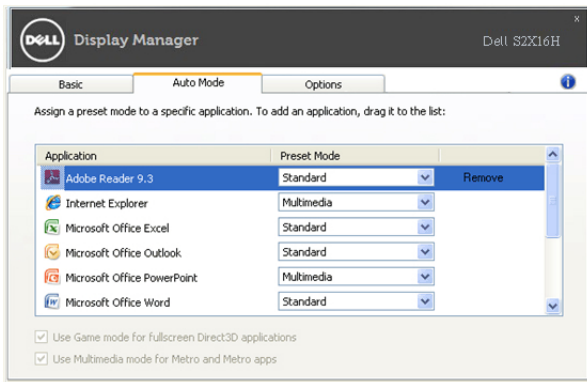 x
DELL Display Manager Dell S2X16H
Basic Auto Mode Options i
Assign a preset mode to a specific application. To add an application, drag it to the list:
Application Preset Mode
Adobe Reader 9.3 Standard Remove
Internet Explorer Multimedia
Microsoft Office Excel Standard
Microsoft Office Outlook Standard
Microsoft Office PowerPoint Multimedia
Microsoft Office Word Standard
Use Game mode for fullscreen Direct3D applications
Use Multimedia mode for Metro and Metro apps